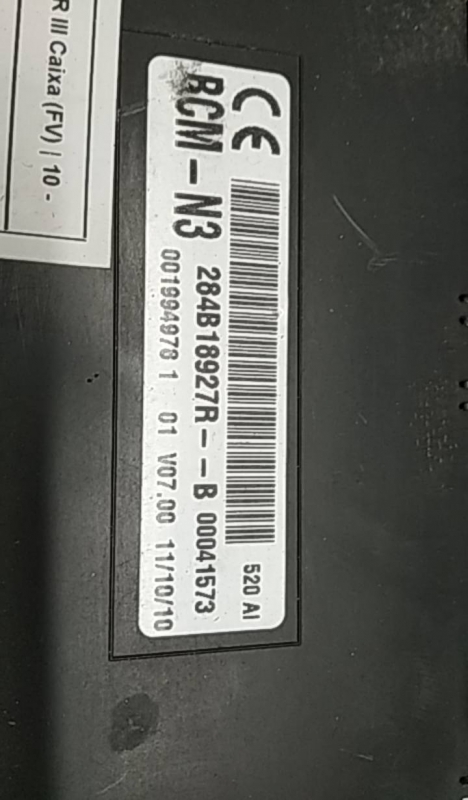 R III Caixa (FV) | 10 -
CE
520 AI
BCM-N3 284B18927R--B 00041573
001994978 1 01 V07.00 11/10/10